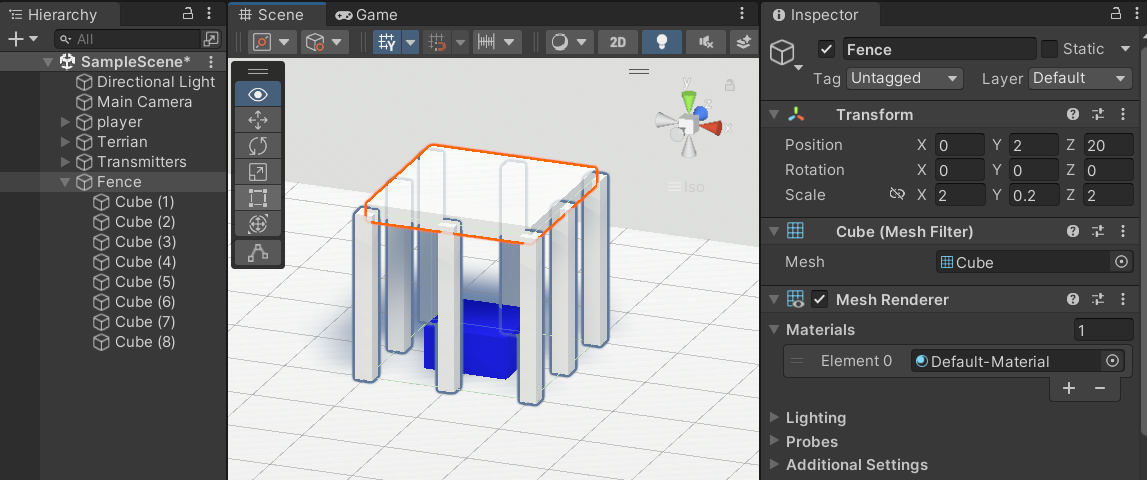 Hierarchy
All
SampleScene*
Directional Light
Main Camera
player
Terrian
Transmitters
Fence
Cube (1)
Cube (2)
Cube (3)
Cube (4)
Cube (5)
Cube (6)
Cube (7)
Cube (8)
Scene Game
2D
y
z
x
Iso
Inspector
Fence Static
Tag Untagged Layer Default
Transform
Position X 0 Y 2 Z 20
Rotation X 0 Y 0 Z 0
Scale X 2 Y 0.2 Z 2
Cube (Mesh Filter)
Mesh Cube
Mesh Renderer
Materials 1
Element 0 Default-Material
Lighting
Probes
Additional Settings